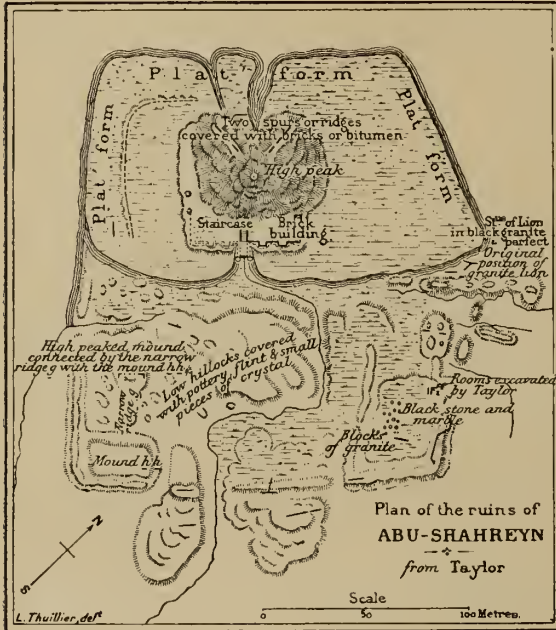 Plat form
Plat form
Plat form
Two spurs or ridges
covered with bricks or bitumen
High peak
Staircase
Brick
building
Stue of Lion
in black granite
& perfect
Original
position of
granite lion
High peaked mound,
connected by the narrow
ridge g with the mound hh
Narrow
ridge g
Low hillocks covered
with pottery, flint & small
pieces of crystal
Rooms excavated
by Taylor
Black stone and
marble
Blocks
of granite
Mound hh
N
S
Plan of the ruins of
ABU-SHAHREYN
from Taylor
Scale
0 50 100 Metres.
L. Thuillier, delt